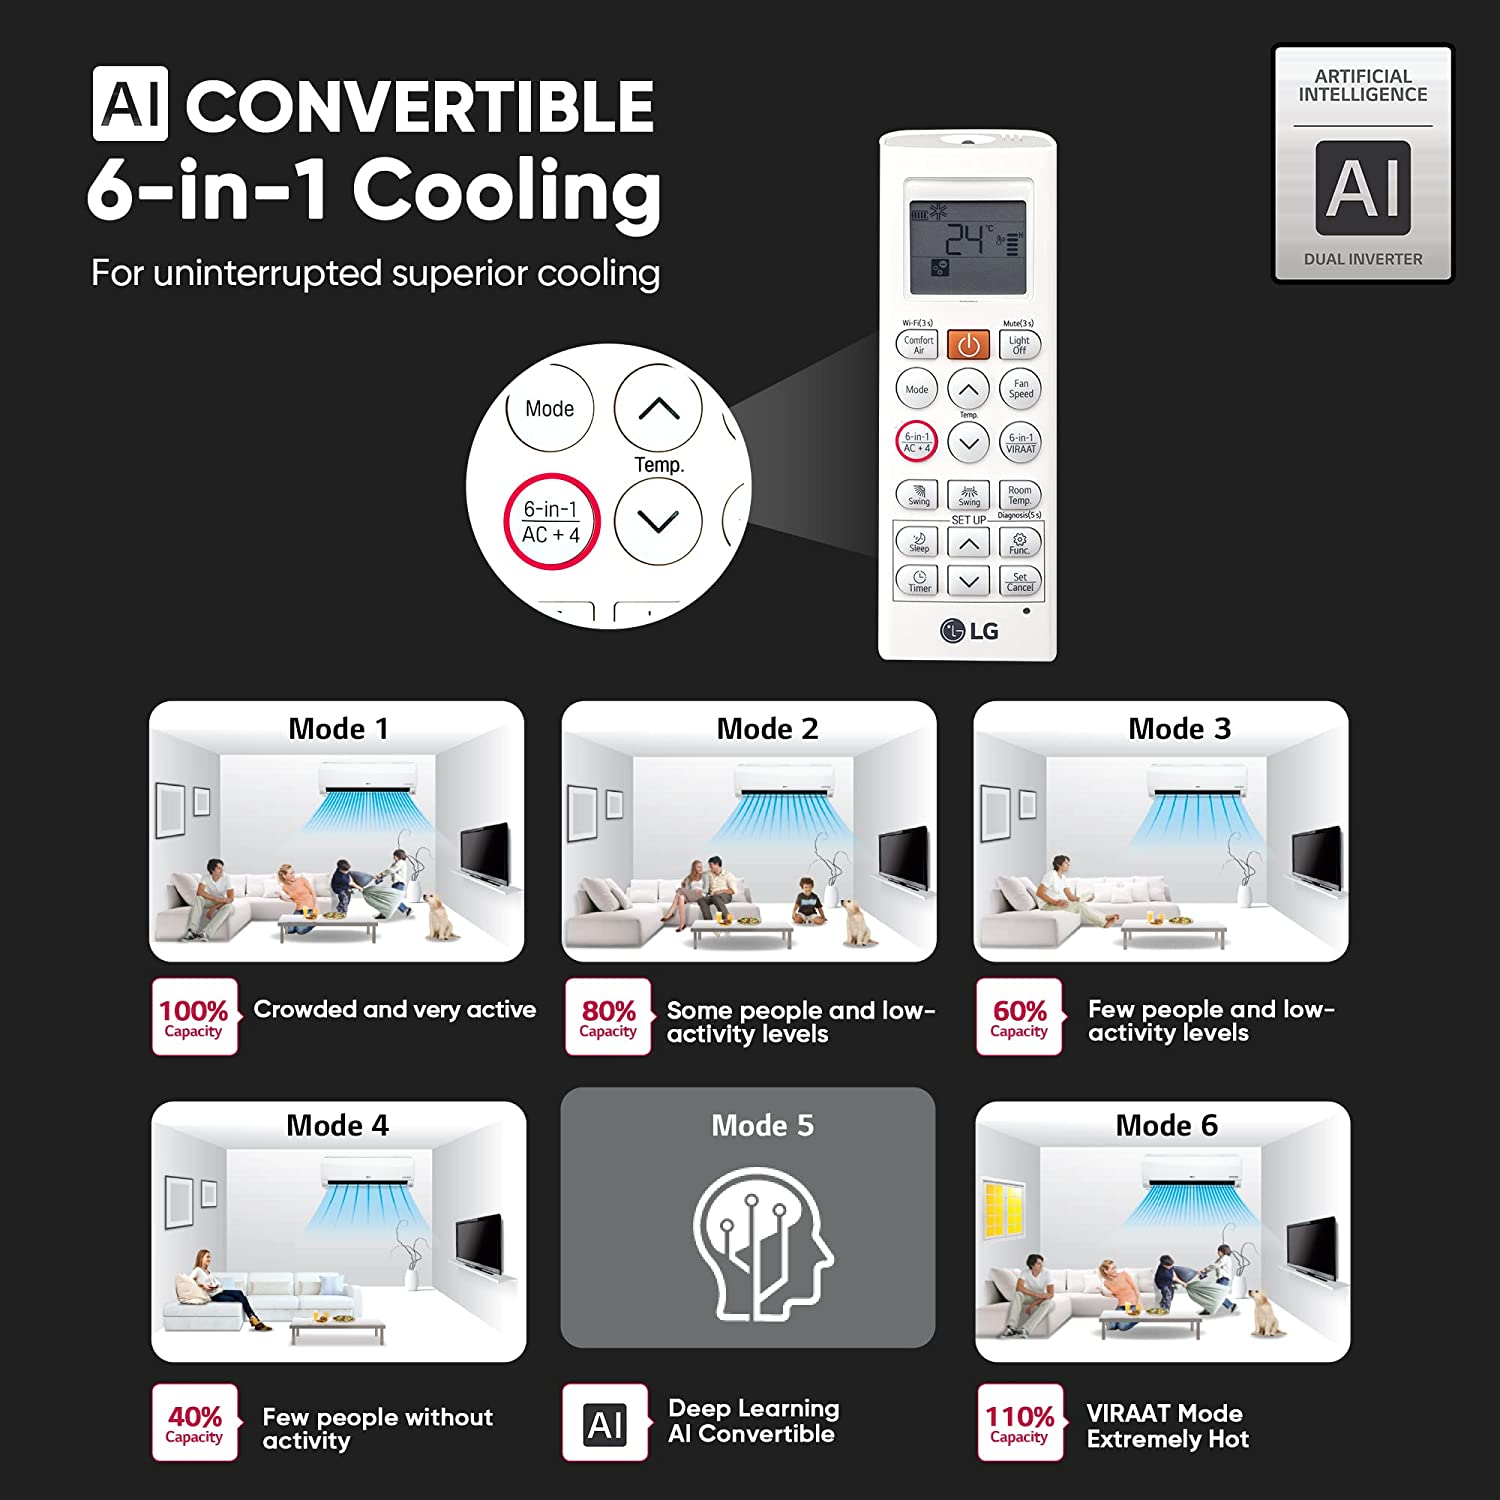 AI CONVERTIBLE
6-in-1 Cooling
For uninterrupted superior cooling
ARTIFICIAL
INTELLIGENCE
AI
DUAL INVERTER
24°C
Wi-Fi(3 s)
Mute(3 s)
Comfort
Air
Light
Off
Mode
Fan
Speed
Temp.
6-in-1
AC + 4
6-in-1
VIRAAT
Swing
Swing
Room
Temp.
Diagnosis(5 s)
SET UP
Sleep
Func.
Timer
Set
Cancel
LG
Mode
Temp.
6-in-1
AC + 4
Mode 1
Mode 2
Mode 3
100%
Capacity
Crowded and very active
80%
Capacity
Some people and low-
activity levels
60%
Capacity
Few people and low-
activity levels
Mode 4
Mode 5
Mode 6
40%
Capacity
Few people without
activity
AI
Deep Learning
AI Convertible
110%
Capacity
VIRAAT Mode
Extremely Hot